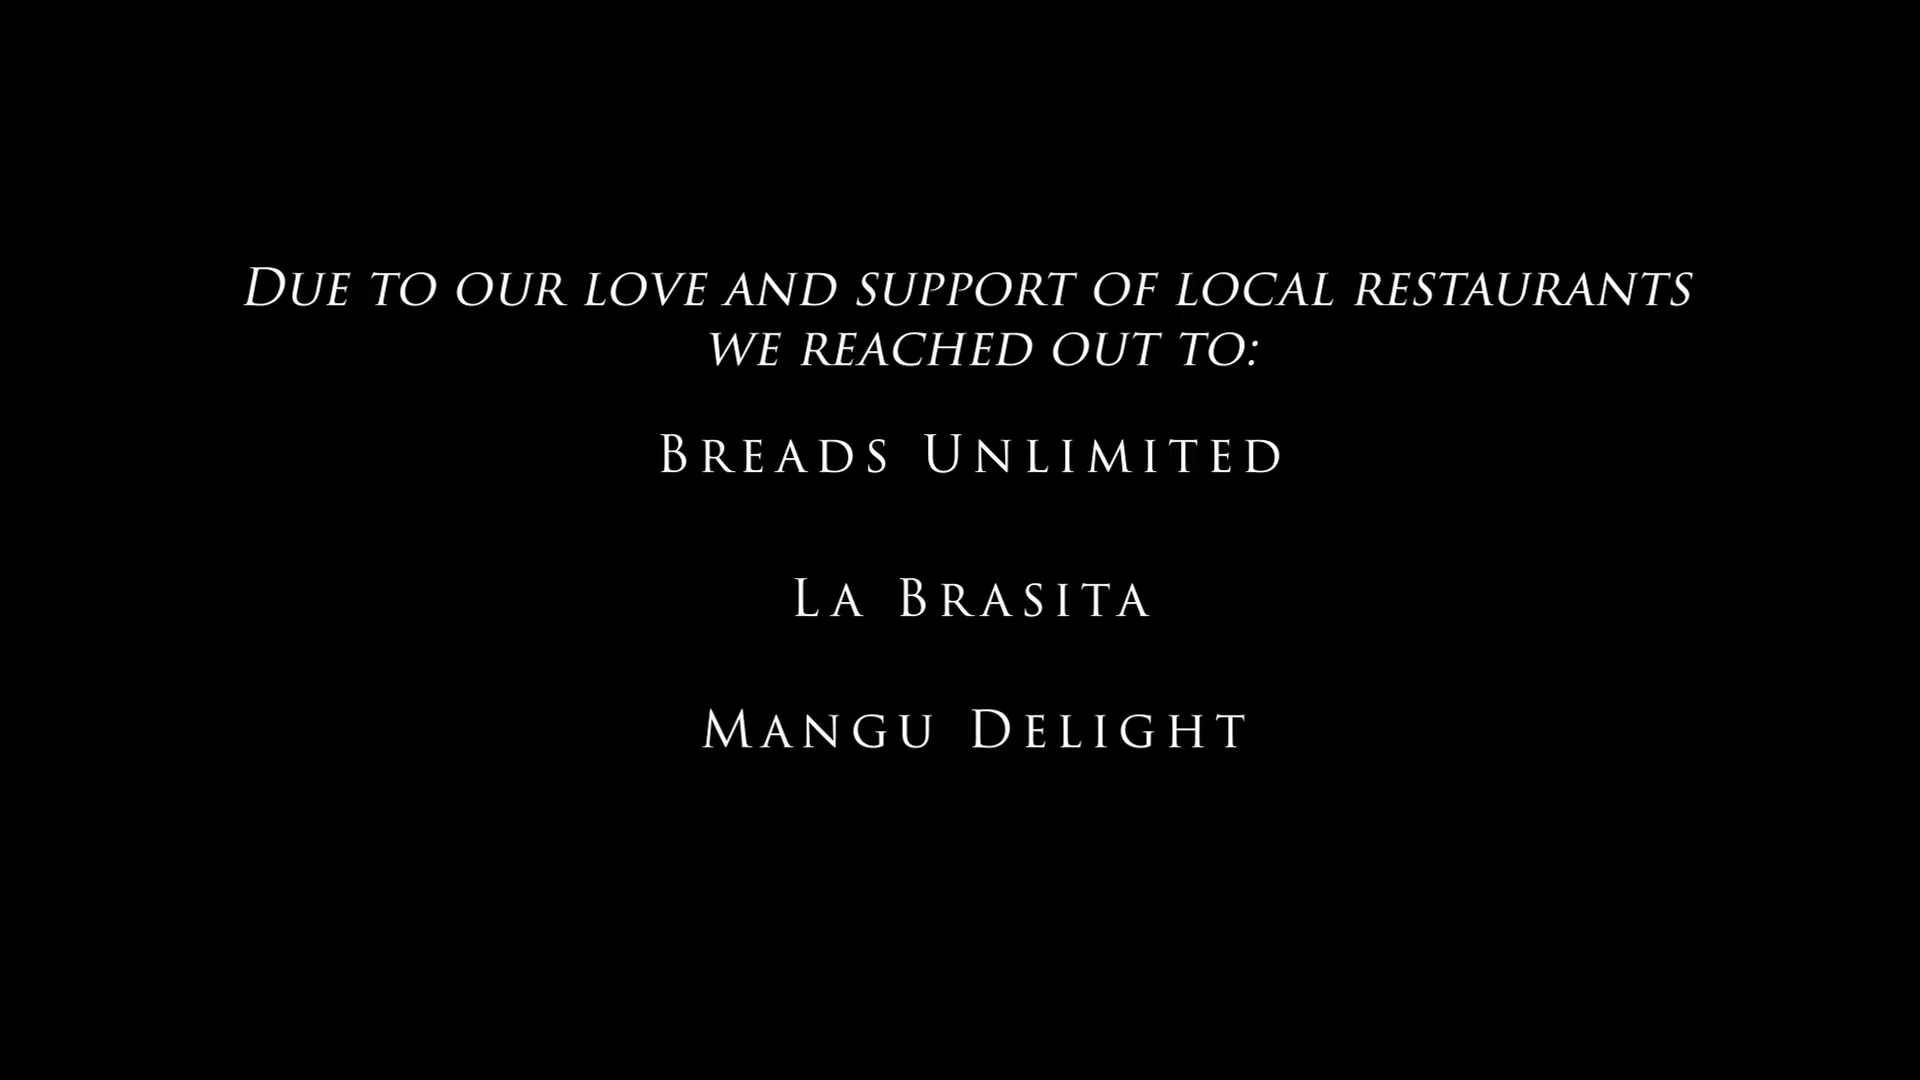 Due to our love and support of local restaurants
we reached out to:
Breads Unlimited
La Brasita
Mangu Delight